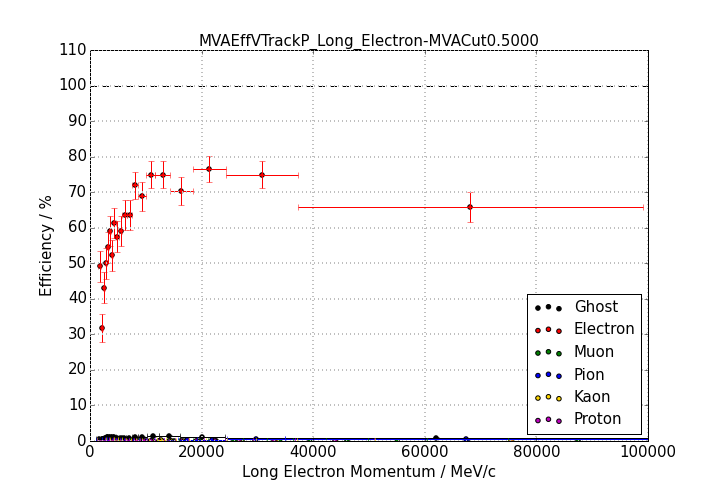 MVAEffVTrackP_Long_Electron-MVACut0.5000
110
100
90
80
70
60
50
40
30
20
10
0
Efficiency / %
Ghost
Electron
Muon
Pion
Kaon
Proton
0 20000 40000 60000 80000 100000
Long Electron Momentum / MeV/c